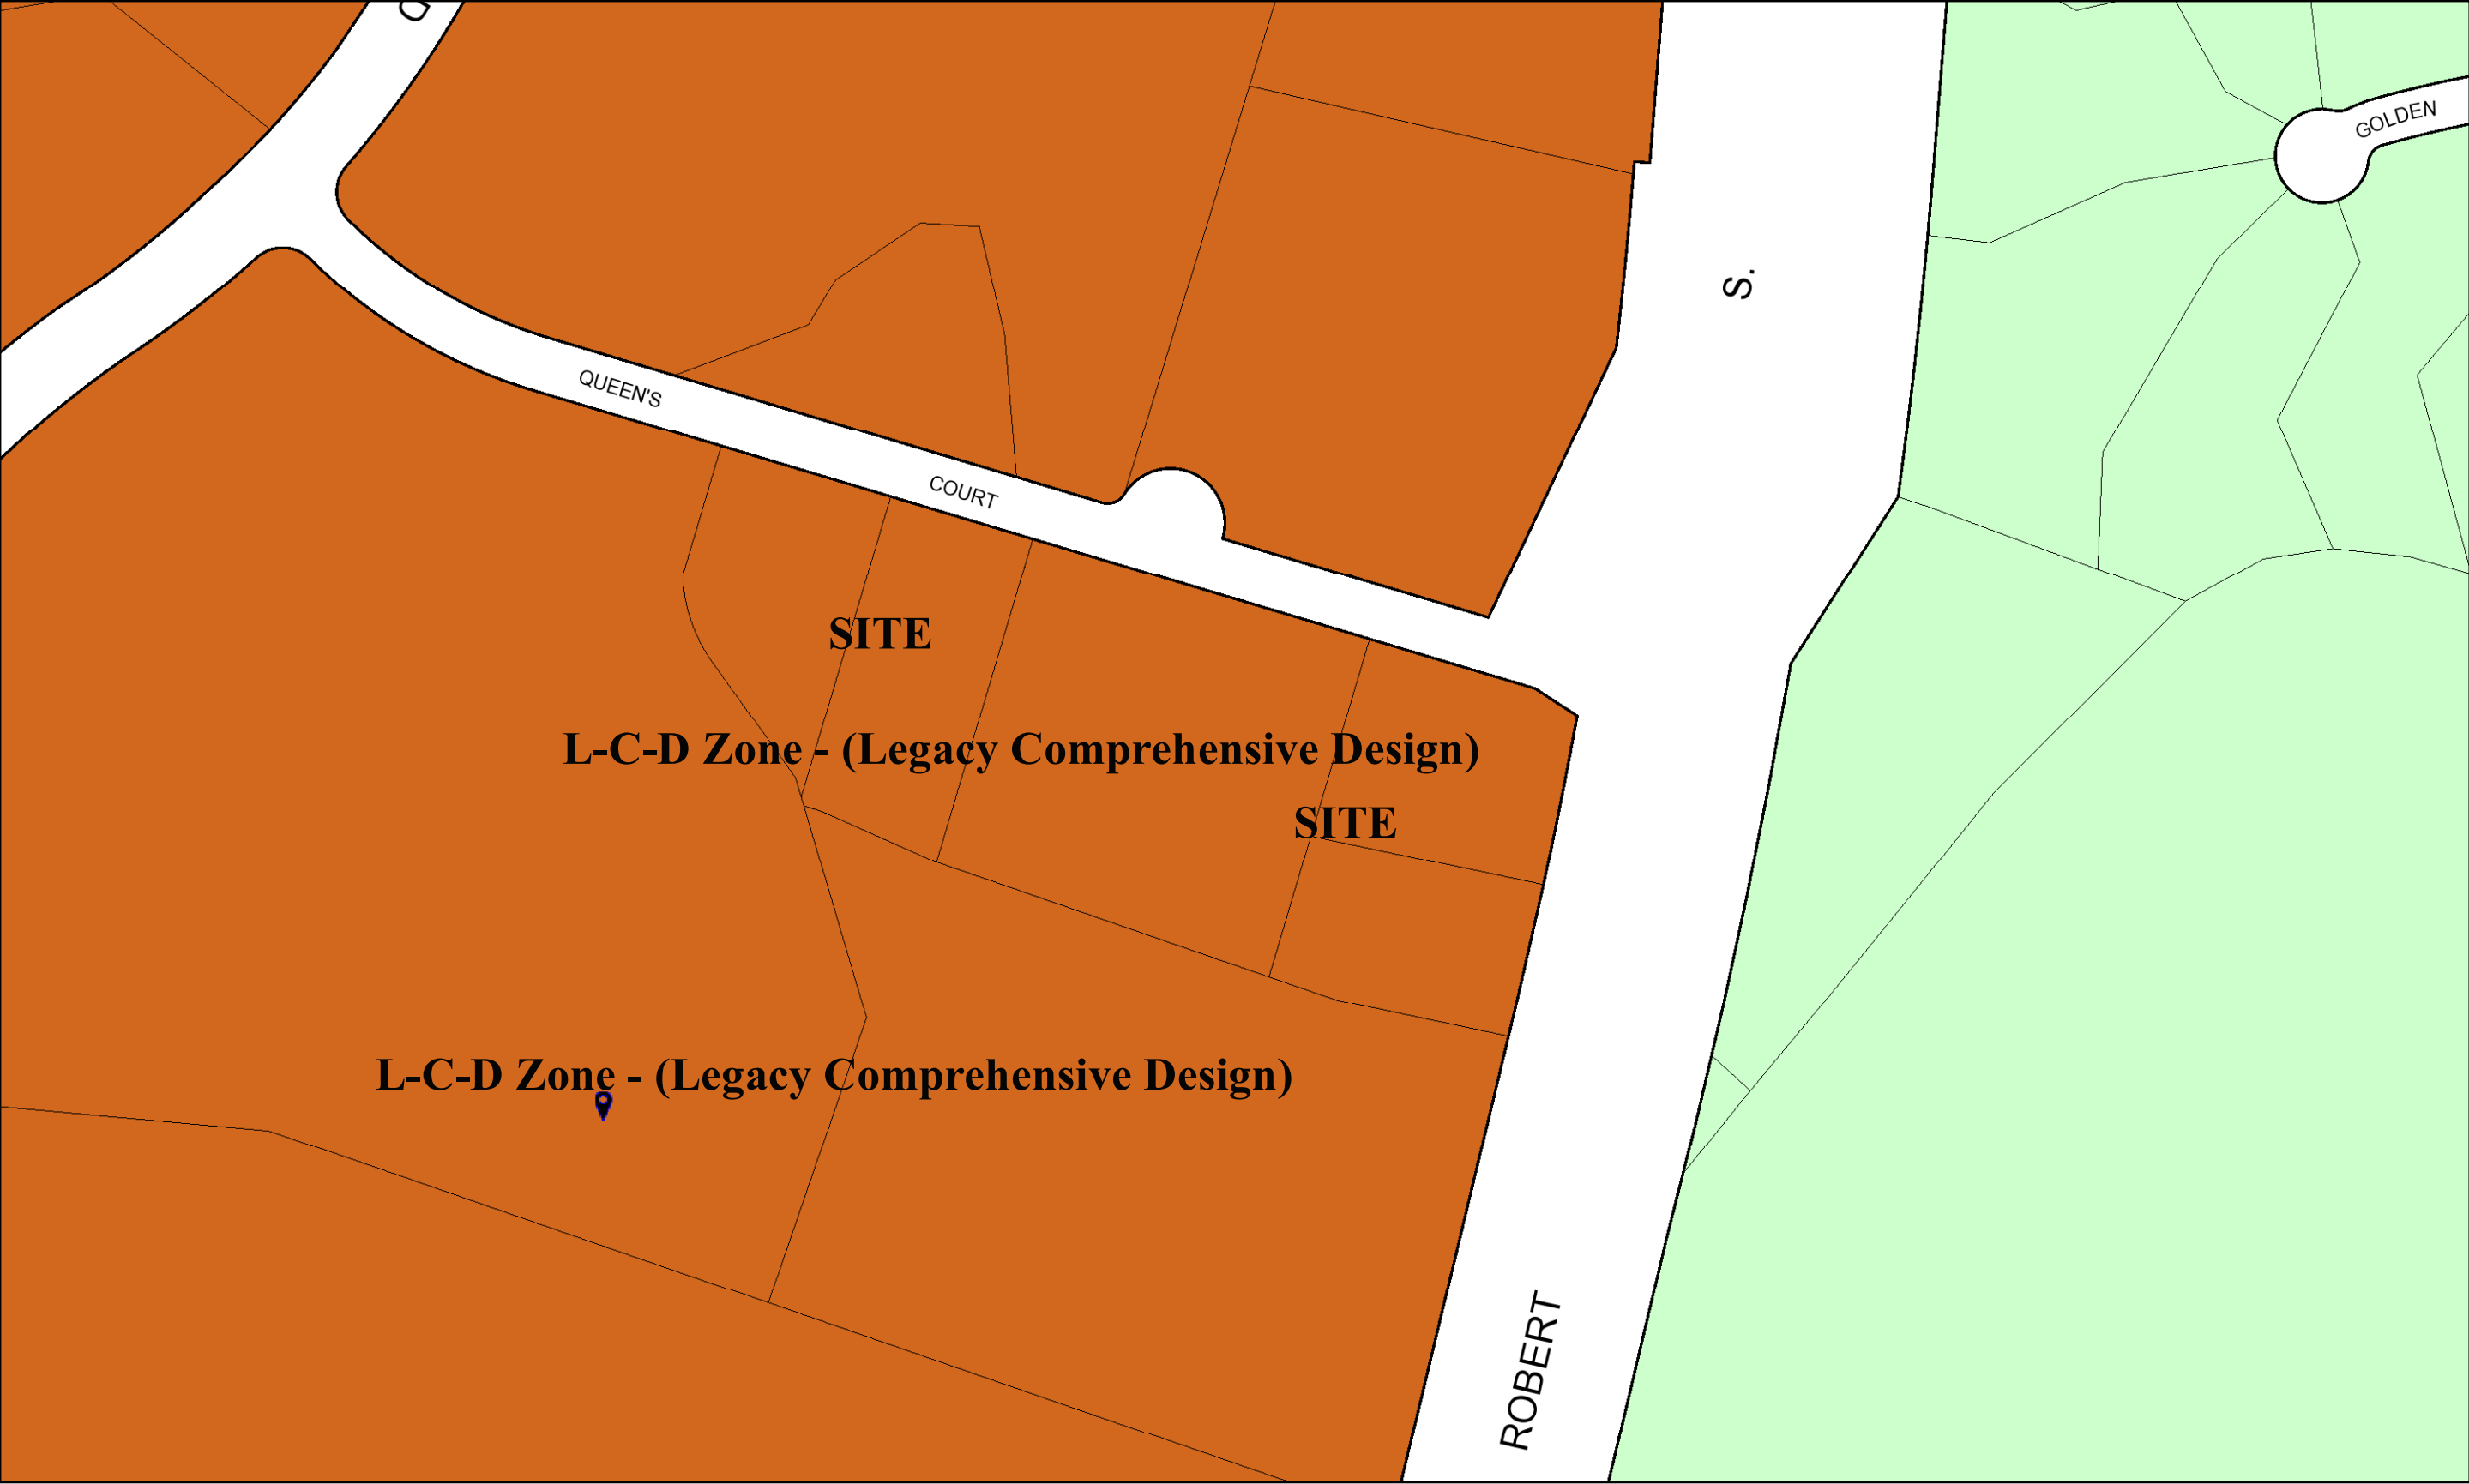 GOLDEN
S.
QUEEN'S
COURT
SITE
L-C-D Zone - (Legacy Comprehensive Design)
SITE
L-C-D Zone - (Legacy Comprehensive Design)
ROBERT